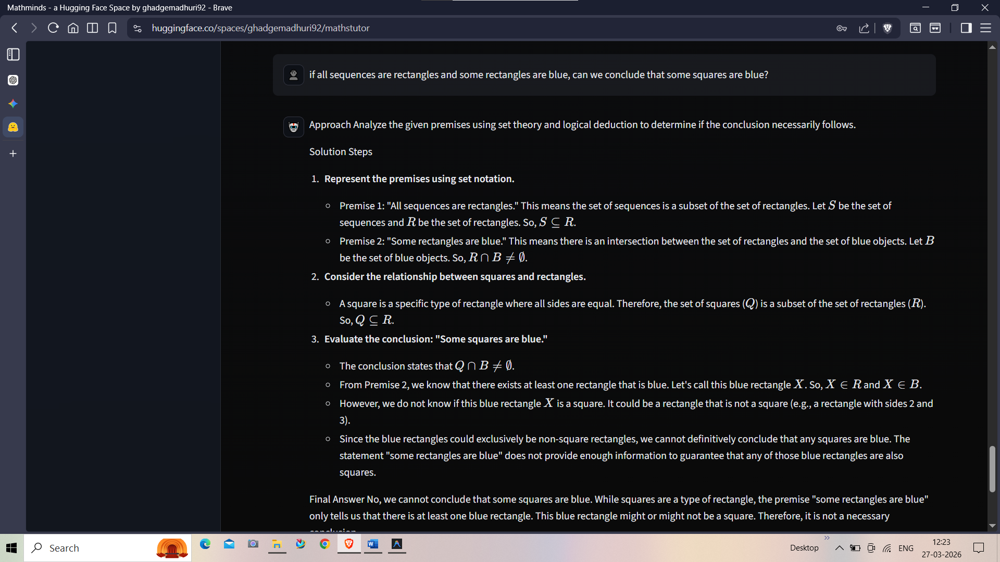 Mathminds - a Hugging Face Space by ghadgemadhuri92 - Brave
huggingface.co/spaces/ghadgemadhuri92/mathstutor
if all sequences are rectangles and some rectangles are blue, can we conclude that some squares are blue?
Approach Analyze the given premises using set theory and logical deduction to determine if the conclusion necessarily follows.
Solution Steps
1. Represent the premises using set notation.
○ Premise 1: "All sequences are rectangles." This means the set of sequences is a subset of the set of rectangles. Let S be the set of
sequences and R be the set of rectangles. So, S ⊆ R.
○ Premise 2: "Some rectangles are blue." This means there is an intersection between the set of rectangles and the set of blue objects. Let B
be the set of blue objects. So, R ∩ B ≠ ∅.
2. Consider the relationship between squares and rectangles.
○ A square is a specific type of rectangle where all sides are equal. Therefore, the set of squares (Q) is a subset of the set of rectangles (R).
So, Q ⊆ R.
3. Evaluate the conclusion: "Some squares are blue."
○ The conclusion states that Q ∩ B ≠ ∅.
○ From Premise 2, we know that there exists at least one rectangle that is blue. Let's call this blue rectangle X. So, X ∈ R and X ∈ B.
○ However, we do not know if this blue rectangle X is a square. It could be a rectangle that is not a square (e.g., a rectangle with sides 2 and
3).
○ Since the blue rectangles could exclusively be non-square rectangles, we cannot definitively conclude that any squares are blue. The
statement "some rectangles are blue" does not provide enough information to guarantee that any of those blue rectangles are also
squares.
Final Answer No, we cannot conclude that some squares are blue. While squares are a type of rectangle, the premise "some rectangles are blue"
only tells us that there is at least one blue rectangle. This blue rectangle might or might not be a square. Therefore, it is not a necessary
Search
Desktop
ENG
12:23
27-03-2026